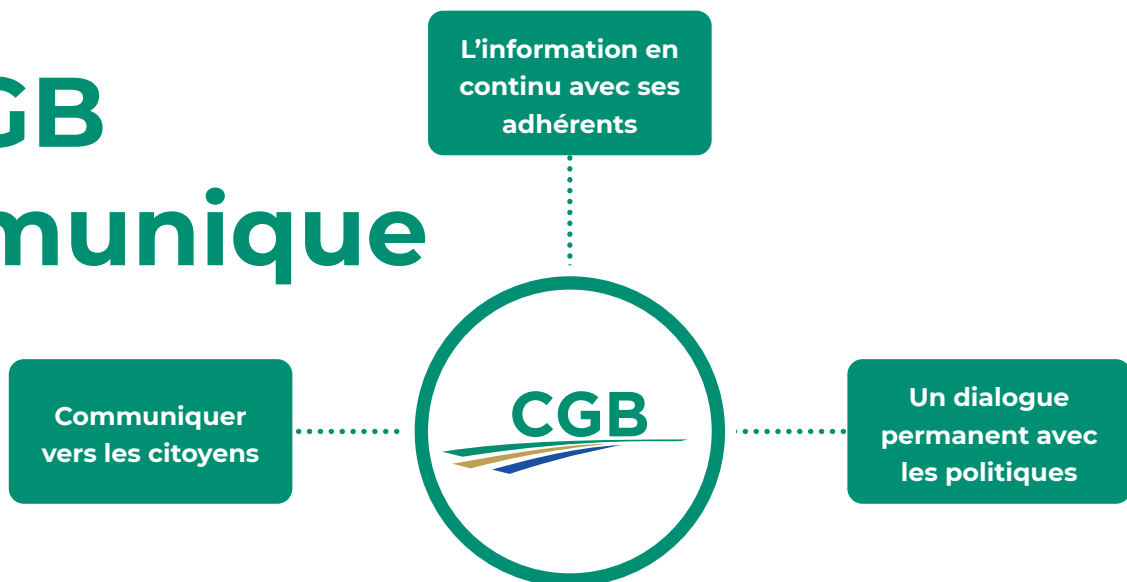 GB
munique
L'information en
continu avec ses
adhérents
Communiquer
vers les citoyens
CGB
Un dialogue
permanent avec
les politiques